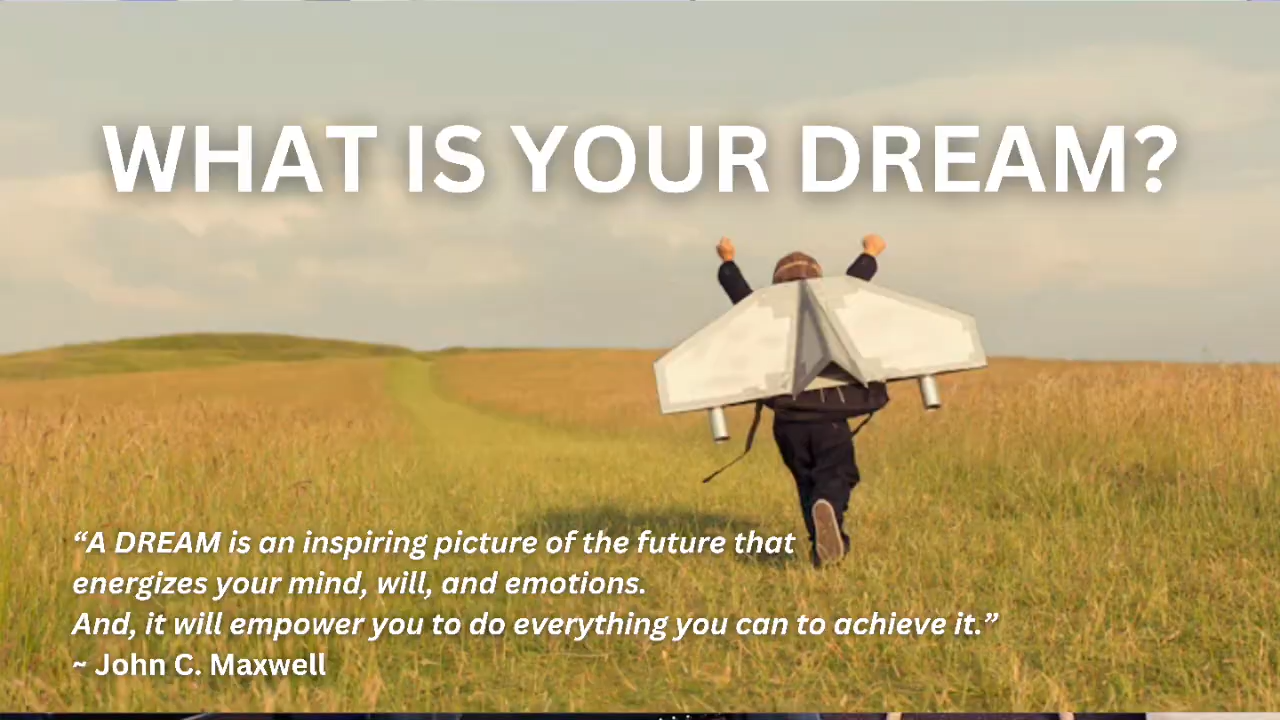 WHAT IS YOUR DREAM?
“A DREAM is an inspiring picture of the future that
energizes your mind, will, and emotions.
And, it will empower you to do everything you can to achieve it.”
~ John C. Maxwell